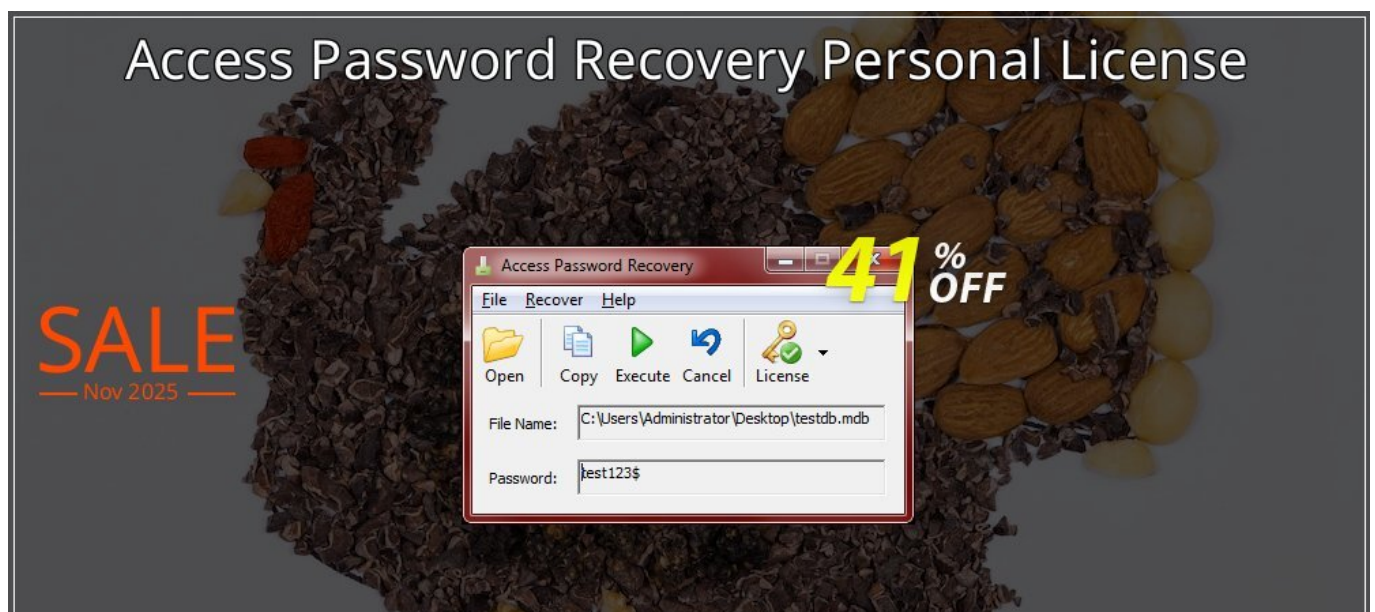 Access Password Recovery Personal License
41 % OFF
Access Password Recovery
File Recover Help
Open Copy Execute Cancel License
SALE
Nov 2025
File Name: C:\Users\Administrator\Desktop\testdb.mdb
Password: test123$